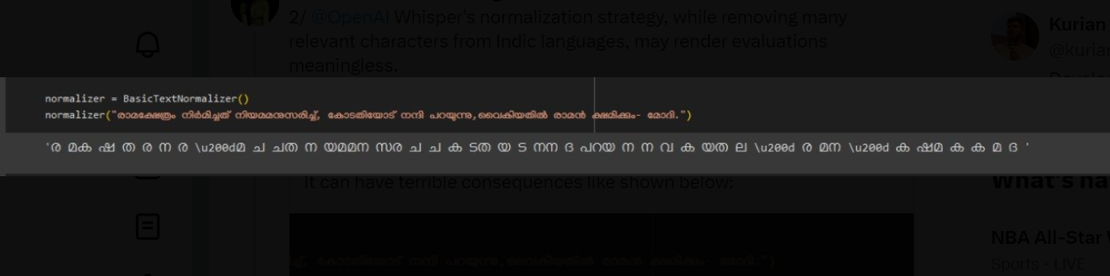 2/ @OpenAI Whisper's normalization strategy, while removing many
relevant characters from Indic languages, may render evaluations
meaningless.
Kurian
@kuria
normalizer = BasicTextNormalizer()
normalizer("രാമക്ഷേത്രം നിർമിച്ചത് നിയമമനുസരിച്ച്, കോടതിയോട് നന്ദി പറയുന്നു,വൈകിയതിൽ രാമൻ ക്ഷമിക്കും- മോദി.")
'ര മക ഷ ത ര ന ര \u200dമ ച ചത ന യമമന സര ച ച ക ടത യ ട നന ദ പറയ ന ന വ ക യത ല \u200d ര മന \u200d ക ഷമ ക ക മ ദ '
It can have terrible consequences like shown below:
What's ha
NBA All-Star
Sports · LIVE